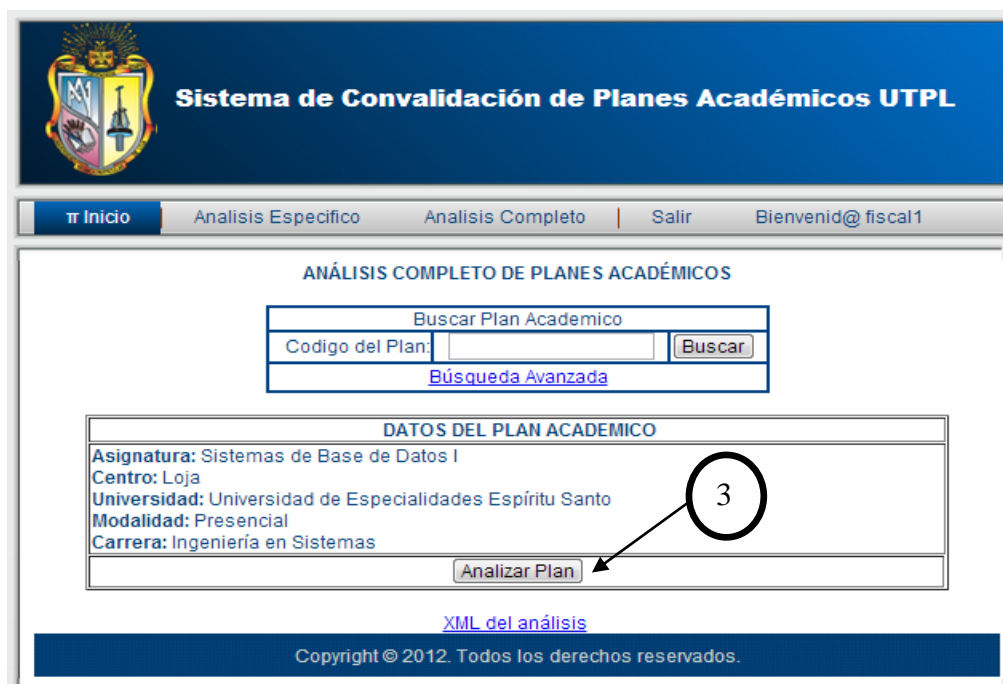 Sistema de Convalidación de Planes Académicos UTPL
π Inicio | Analisis Especifico Analisis Completo | Salir Bienvenid@ fiscal1
ANÁLISIS COMPLETO DE PLANES ACADÉMICOS
Buscar Plan Academico
Codigo del Plan: Buscar
Búsqueda Avanzada
DATOS DEL PLAN ACADEMICO
Asignatura: Sistemas de Base de Datos I
Centro: Loja
Universidad: Universidad de Especialidades Espíritu Santo
3
Modalidad: Presencial
Carrera: Ingeniería en Sistemas
Analizar Plan
XML del análisis
Copyright © 2012. Todos los derechos reservados.